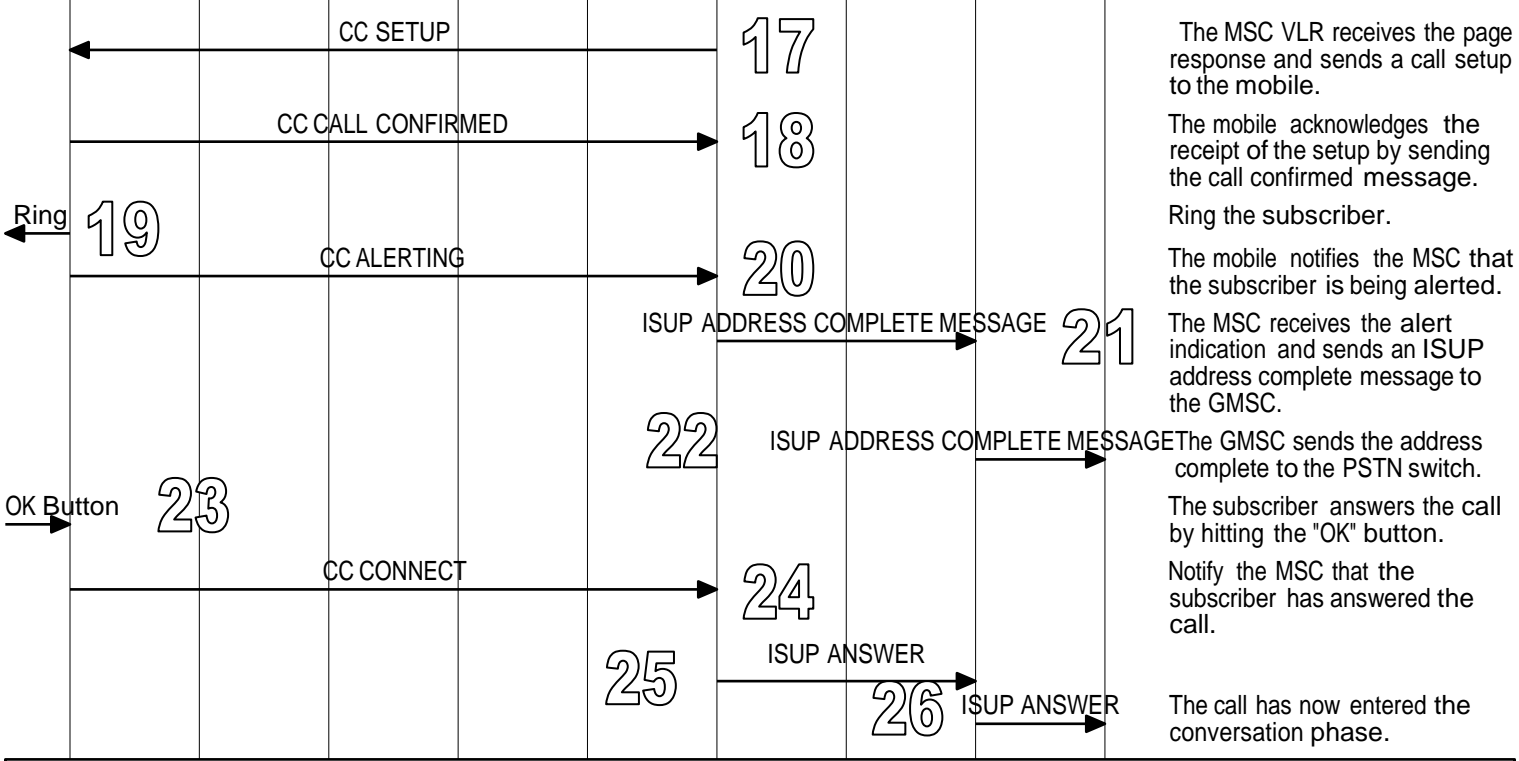 CC SETUP
17
The MSC VLR receives the page
response and sends a call setup
to the mobile.
CC CALL CONFIRMED
18
The mobile acknowledges the
receipt of the setup by sending
the call confirmed message.
Ring
19
Ring the subscriber.
CC ALERTING
20
The mobile notifies the MSC that
the subscriber is being alerted.
ISUP ADDRESS COMPLETE MESSAGE
21
The MSC receives the alert
indication and sends an ISUP
address complete message to
the GMSC.
22
ISUP ADDRESS COMPLETE MESSAGE
The GMSC sends the address
complete to the PSTN switch.
OK Button
23
The subscriber answers the call
by hitting the "OK" button.
CC CONNECT
24
Notify the MSC that the
subscriber has answered the
call.
25
ISUP ANSWER
26
ISUP ANSWER
The call has now entered the
conversation phase.